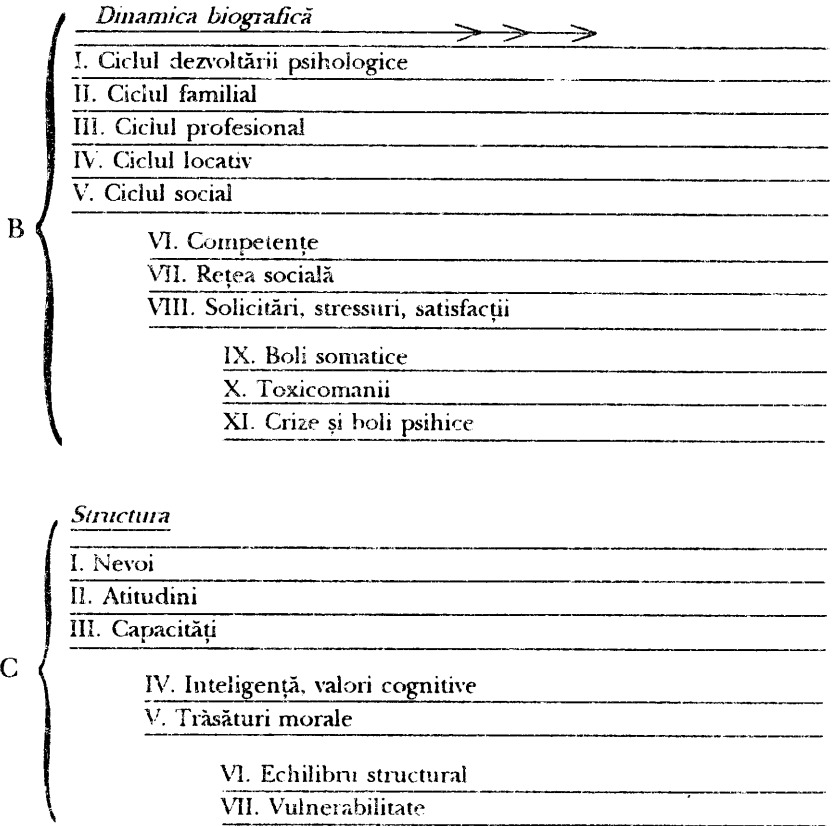 Dinamica biografică
I. Ciclul dezvoltării psihologice
II. Ciclul familial
III. Ciclul profesional
IV. Ciclul locativ
V. Ciclul social
B
VI. Competențe
VII. Rețea socială
VIII. Solicitări, stressuri, satisfacții
IX. Boli somatice
X. Toxicomanii
XI. Crize și boli psihice
Structura
I. Nevoi
II. Atitudini
III. Capacități
C
IV. Inteligență, valori cognitive
V. Tràsături morale
VI. Echilibru structural
VII. Vulnerabilitate